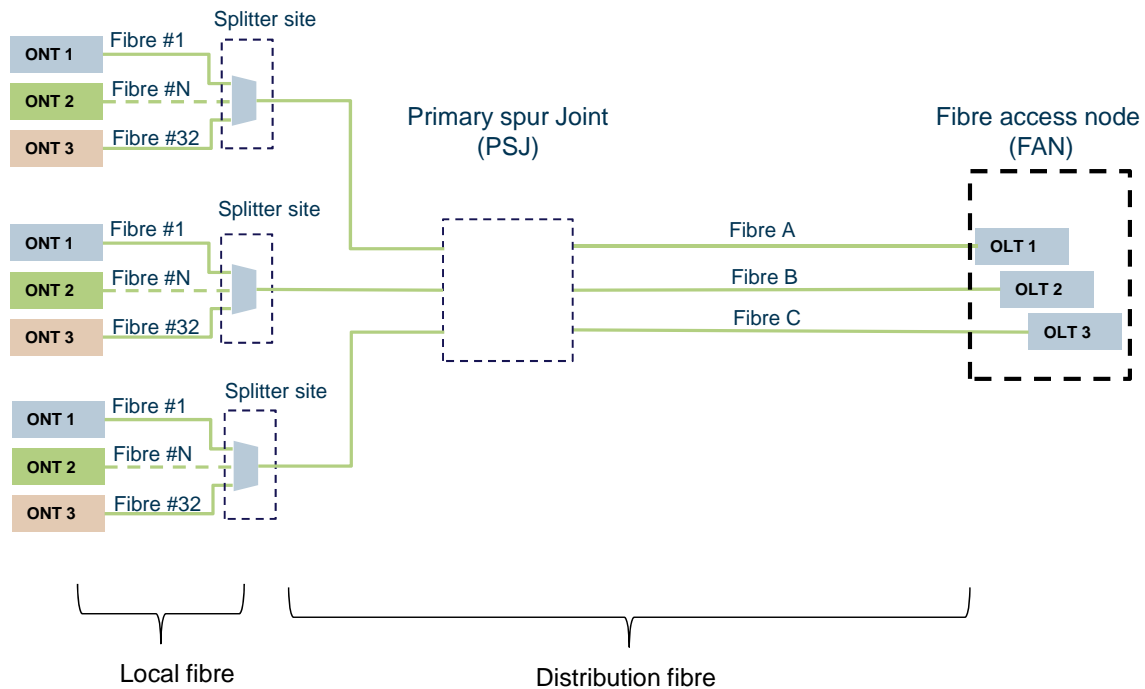 Splitter site
ONT 1
Fibre #1
ONT 2
Fibre #N
ONT 3
Fibre #32
Primary spur Joint
(PSJ)
Fibre access node
(FAN)
Splitter site
ONT 1
Fibre #1
ONT 2
Fibre #N
ONT 3
Fibre #32
Fibre A
OLT 1
Fibre B
OLT 2
Fibre C
OLT 3
Splitter site
ONT 1
Fibre #1
ONT 2
Fibre #N
ONT 3
Fibre #32
Local fibre
Distribution fibre